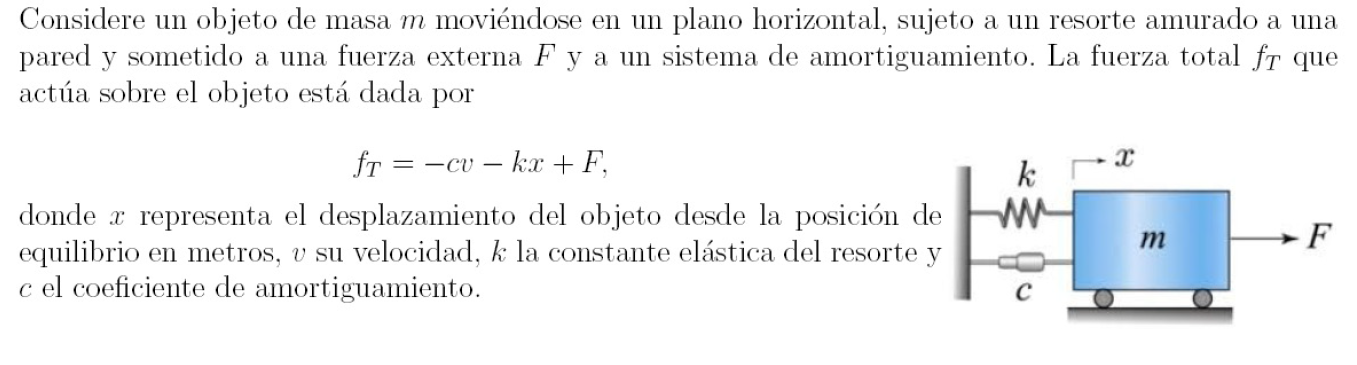 Considere un objeto de masa m moviéndose en un plano horizontal, sujeto a un resorte amurado a una
pared y sometido a una fuerza externa F y a un sistema de amortiguamiento. La fuerza total f_T que
actúa sobre el objeto está dada por
f_T = −cv − kx + F,
donde x representa el desplazamiento del objeto desde la posición de
equilibrio en metros, v su velocidad, k la constante elástica del resorte y
c el coeficiente de amortiguamiento.
x
k
m
F
c